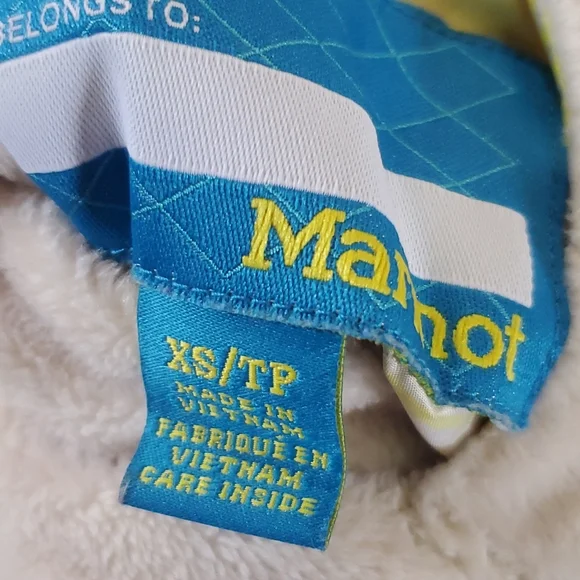 BELONGS TO:
Marmot
XS/TP
MADE IN
VIETNAM
FABRIQUÉ EN
VIETNAM
CARE INSIDE